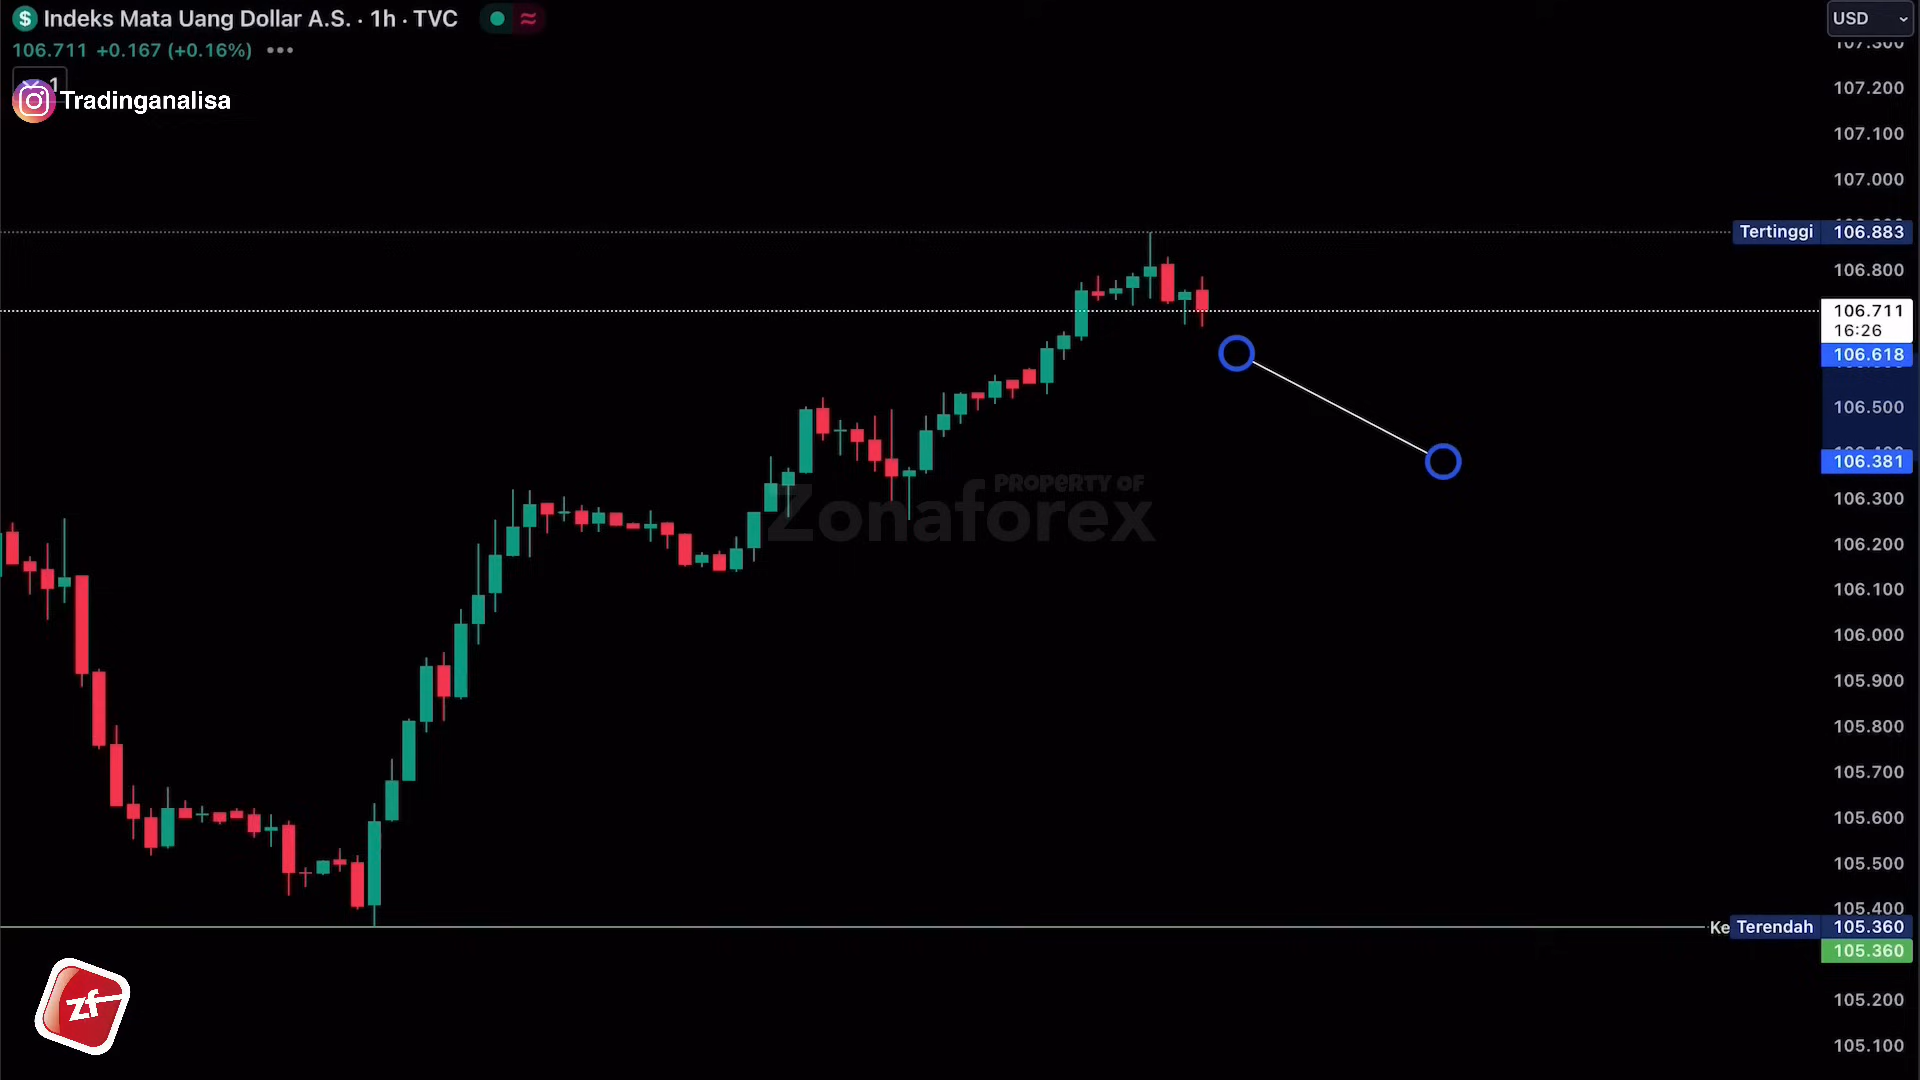 Indeks Mata Uang Dollar A.S. · 1h · TVC
106.711 +0.167 (+0.16%)
1
Tradinganalisa
USD
107.300
107.200
107.100
107.000
Tertinggi 106.883
106.800
106.711
16:26
106.618
106.500
106.381
106.300
PROPERTY OF
Zonaforex
106.200
106.100
106.000
105.900
105.800
105.700
105.600
105.500
105.400
Ke Terendah 105.360
105.360
zf
105.200
105.100